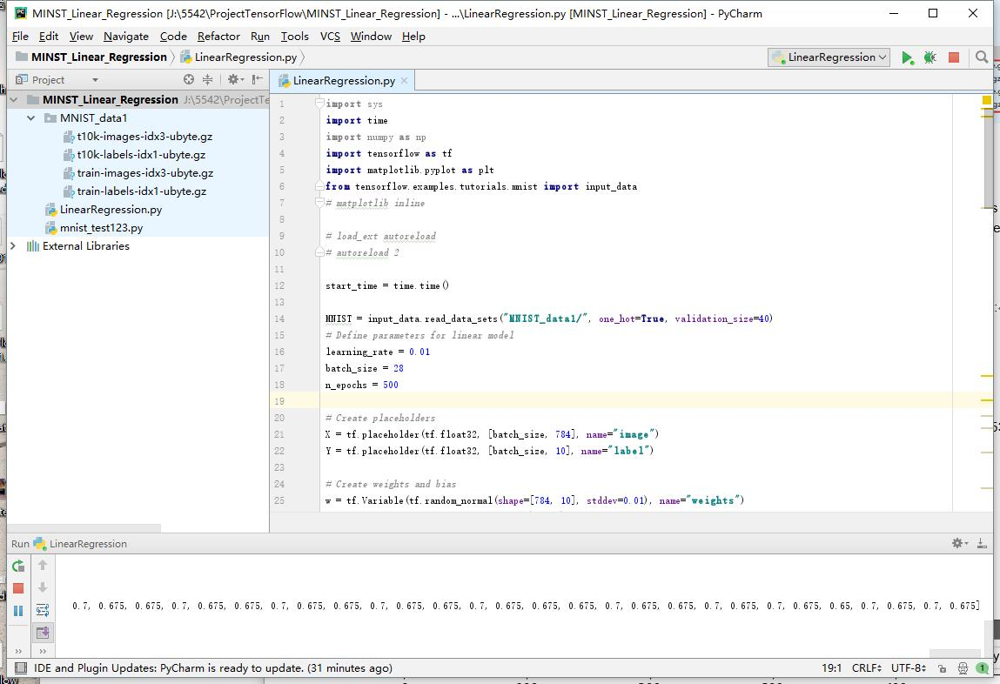 MINST_Linear_Regression [J:\5542\ProjectTensorFlow\MINST_Linear_Regression] - ...\LinearRegression.py [MINST_Linear_Regression] - PyCharm
File Edit View Navigate Code Refactor Run Tools VCS Window Help
MINST_Linear_Regression LinearRegression.py LinearRegression
Project LinearRegression.py
MINST_Linear_Regression J:\5542\ProjectTe
MNIST_data1
t10k-images-idx3-ubyte.gz
t10k-labels-idx1-ubyte.gz
train-images-idx3-ubyte.gz
train-labels-idx1-ubyte.gz
LinearRegression.py
mnist_test123.py
External Libraries
1 import sys
2 import time
3 import numpy as np
4 import tensorflow as tf
5 import matplotlib.pyplot as plt
6 from tensorflow.examples.tutorials.mnist import input_data
7 # matplotlib inline
8
9 # load_ext autoreload
10 # autoreload 2
11
12 start_time = time.time()
13
14 MNIST = input_data.read_data_sets("MNIST_data1/", one_hot=True, validation_size=40)
15 # Define parameters for linear model
16 learning_rate = 0.01
17 batch_size = 28
18 n_epochs = 500
19
20 # Create placeholders
21 X = tf.placeholder(tf.float32, [batch_size, 784], name="image")
22 Y = tf.placeholder(tf.float32, [batch_size, 10], name="label")
23
24 # Create weights and bias
25 w = tf.Variable(tf.random_normal(shape=[784, 10], stddev=0.01), name="weights")
Run LinearRegression
0.7, 0.675, 0.675, 0.7, 0.675, 0.675, 0.7, 0.675, 0.675, 0.7, 0.675, 0.675, 0.7, 0.675, 0.675, 0.675, 0.7, 0.675, 0.675, 0.7, 0.675, 0.7, 0.675, 0.65, 0.7, 0.675, 0.7, 0.675]
IDE and Plugin Updates: PyCharm is ready to update. (31 minutes ago) 19:1 CRLF UTF-8 1